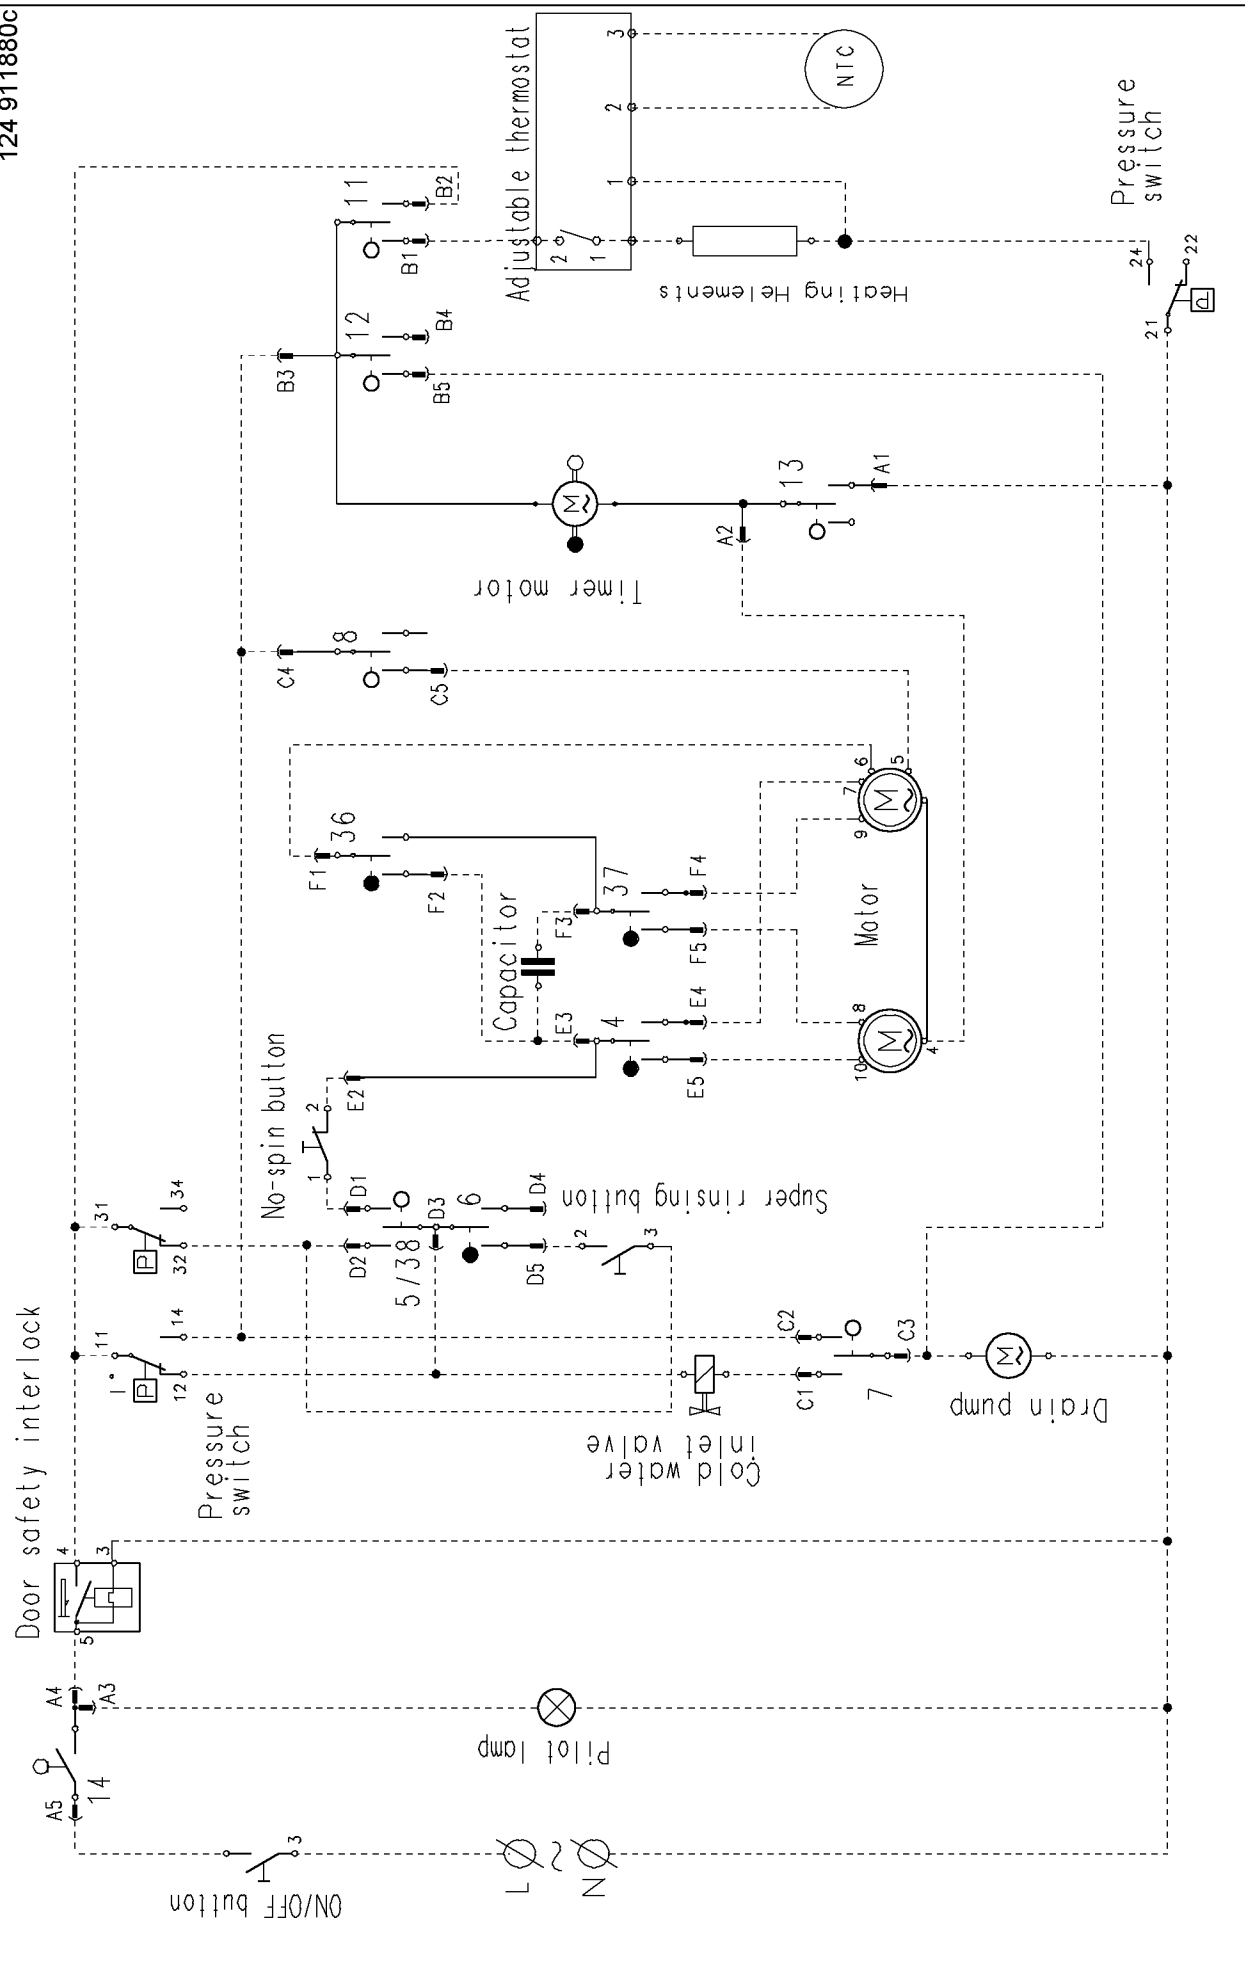 124 911880c
Door safety interlock
ON/OFF button
3
L
N
A5
14
A4
A3
Pilot lamp
5
4
3
Pressure
switch
1°
11
P
12
14
31
P
32
34
No-spin button
1
2
D1
D2
5/38
D3
6
D4
D5
Super rinsing button
2
3
Cold water
inlet valve
C1
C2
7
C3
M
Drain pump
E2
E3
4
E4
E5
Capacitor
F1
36
F2
F3
37
F4
F5
Motor
10
8
M
4
9
7
M
6
5
C4
8
C5
Timer motor
M
A2
13
A1
B3
12
B4
B5
11
B1
B2
Adjustable thermostat
2
1
1
2
3
NTC
Heating Helements
Pressure
switch
21
22
24
P